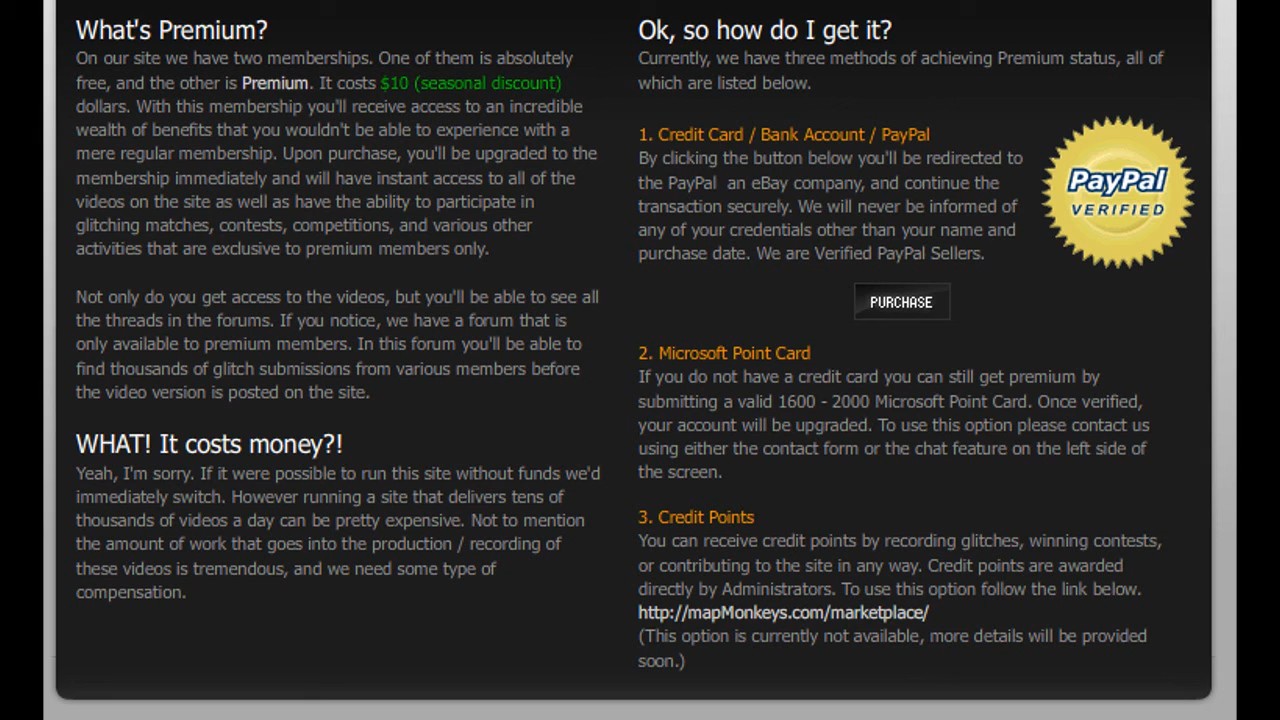 What's Premium?
On our site we have two memberships. One of them is absolutely
free, and the other is Premium. It costs $10 (seasonal discount)
dollars. With this membership you'll receive access to an incredible
wealth of benefits that you wouldn't be able to experience with a
mere regular membership. Upon purchase, you'll be upgraded to the
membership immediately and will have instant access to all of the
videos on the site as well as have the ability to participate in
glitching matches, contests, competitions, and various other
activities that are exclusive to premium members only.
Not only do you get access to the videos, but you'll be able to see all
the threads in the forums. If you notice, we have a forum that is
only available to premium members. In this forum you'll be able to
find thousands of glitch submissions from various members before
the video version is posted on the site.
WHAT! It costs money?!
Yeah, I'm sorry. If it were possible to run this site without funds we'd
immediately switch. However running a site that delivers tens of
thousands of videos a day can be pretty expensive. Not to mention
the amount of work that goes into the production / recording of
these videos is tremendous, and we need some type of
compensation.
Ok, so how do I get it?
Currently, we have three methods of achieving Premium status, all of
which are listed below.
1. Credit Card / Bank Account / PayPal
By clicking the button below you'll be redirected to
the PayPal an eBay company, and continue the
transaction securely. We will never be informed of
any of your credentials other than your name and
purchase date. We are Verified PayPal Sellers.
PayPal
VERIFIED
PURCHASE
2. Microsoft Point Card
If you do not have a credit card you can still get premium by
submitting a valid 1600 - 2000 Microsoft Point Card. Once verified,
your account will be upgraded. To use this option please contact us
using either the contact form or the chat feature on the left side of
the screen.
3. Credit Points
You can receive credit points by recording glitches, winning contests,
or contributing to the site in any way. Credit points are awarded
directly by Administrators. To use this option follow the link below.
http://mapMonkeys.com/marketplace/
(This option is currently not available, more details will be provided
soon.)